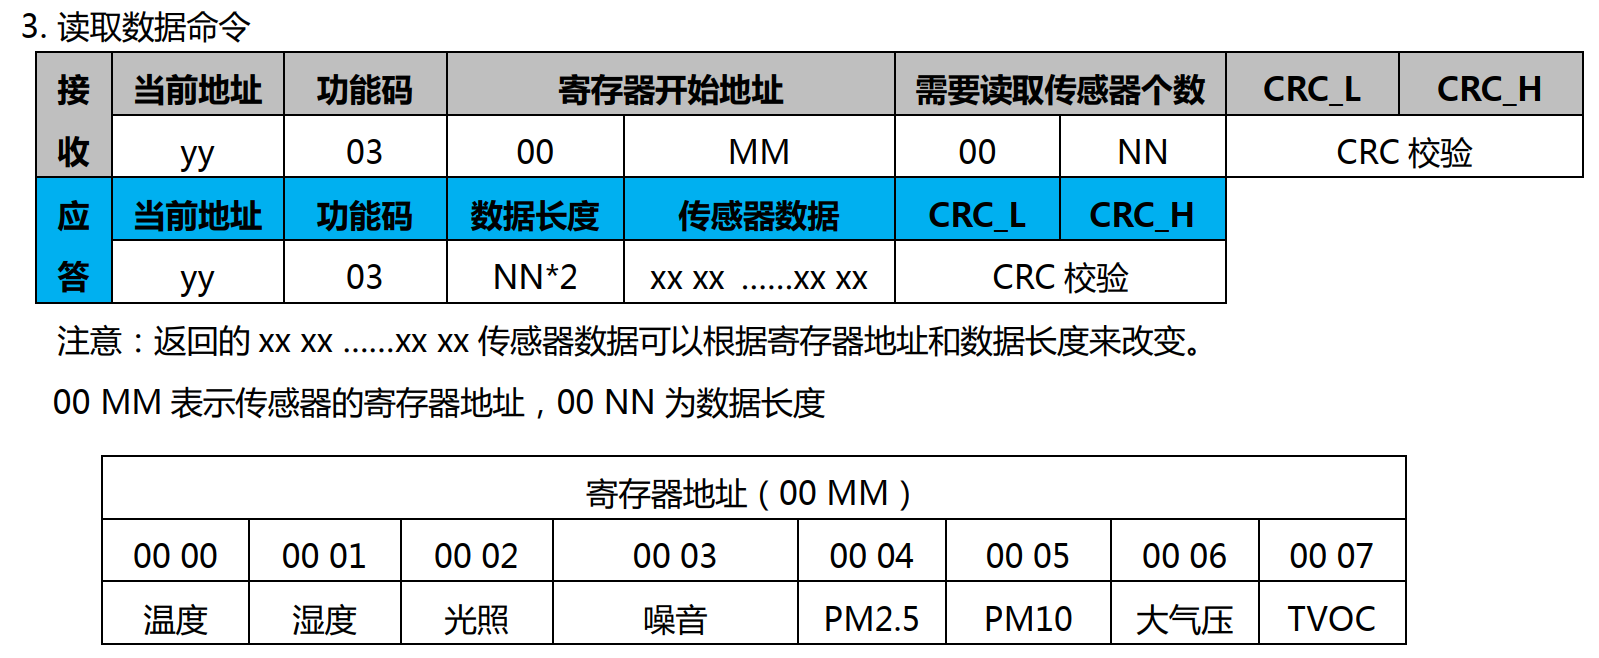 3. 读取数据命令
接收 当前地址 功能码 寄存器开始地址 需要读取传感器个数 CRC_L CRC_H
yy 03 00 MM 00 NN CRC 校验
应答 当前地址 功能码 数据长度 传感器数据 CRC_L CRC_H
yy 03 NN*2 xx xx ......xx xx CRC 校验
注意：返回的 xx xx ......xx xx 传感器数据可以根据寄存器地址和数据长度来改变。
00 MM 表示传感器的寄存器地址，00 NN 为数据长度
寄存器地址（00 MM）
00 00 00 01 00 02 00 03 00 04 00 05 00 06 00 07
温度 湿度 光照 噪音 PM2.5 PM10 大气压 TVOC